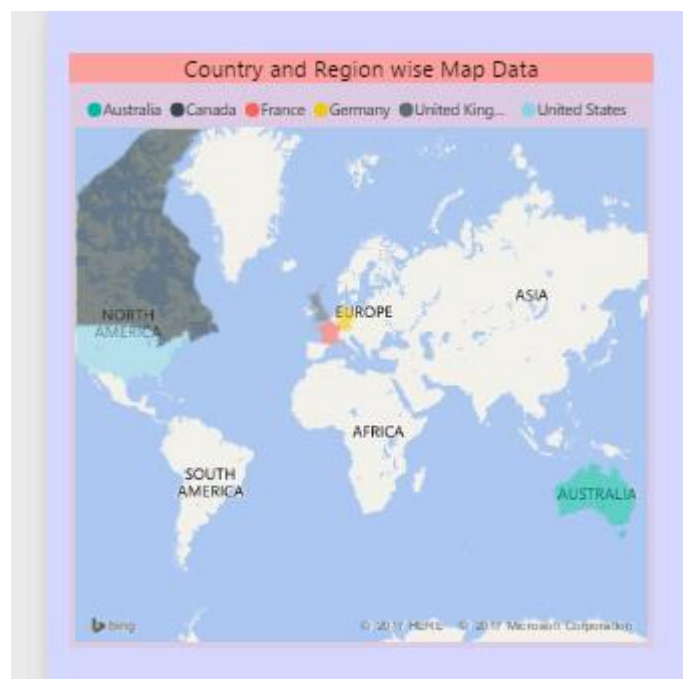 Country and Region wise Map Data
Australia Canada France Germany United King... United States
ASIA
NORTH
AMERICA
EUROPE
AFRICA
SOUTH
AMERICA
AUSTRALIA
bing
© 2017 HERE © 2017 Microsoft Corporation